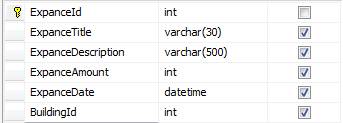 ExpanceId int
ExpanceTitle varchar(30)
ExpanceDescription varchar(500)
ExpanceAmount int
ExpanceDate datetime
BuildingId int